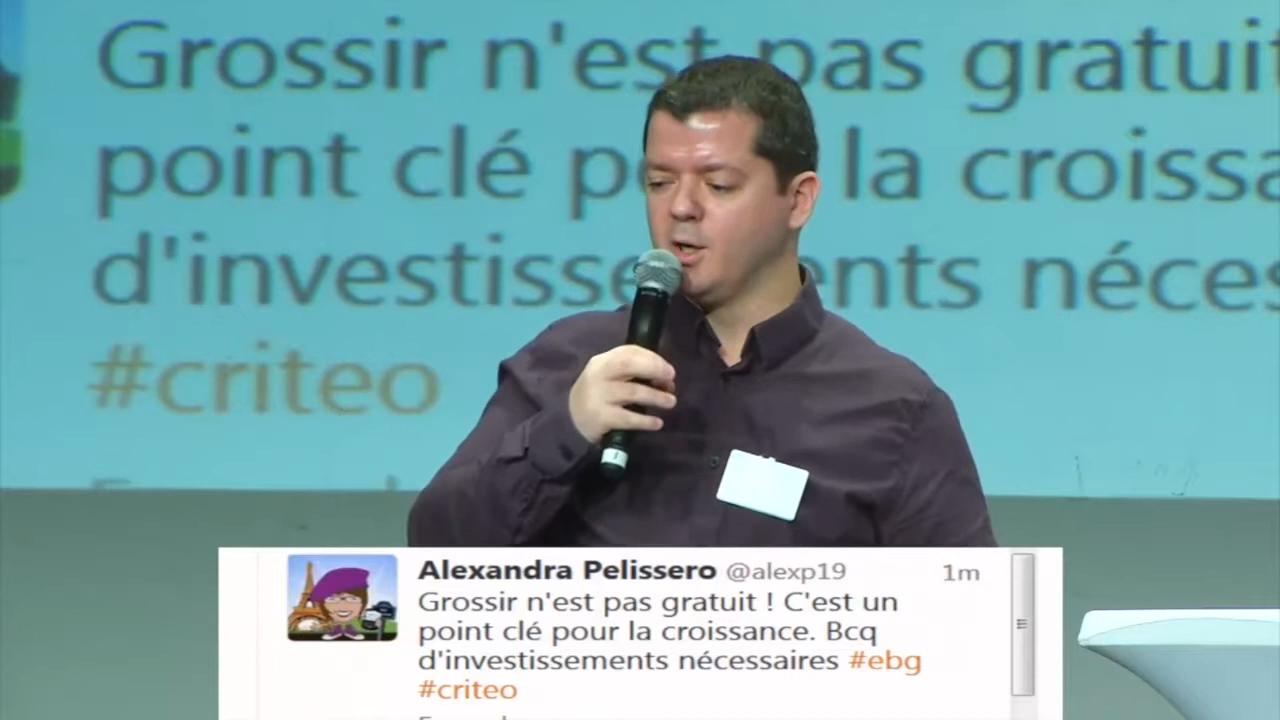 Grossir n'est pas gratuit
point clé p la croissa
d'investisse ents néces
#criteo
Alexandra Pelissero @alexp19 1m
Grossir n'est pas gratuit ! C'est un
point clé pour la croissance. Bcq
d'investissements nécessaires #ebg
#criteo